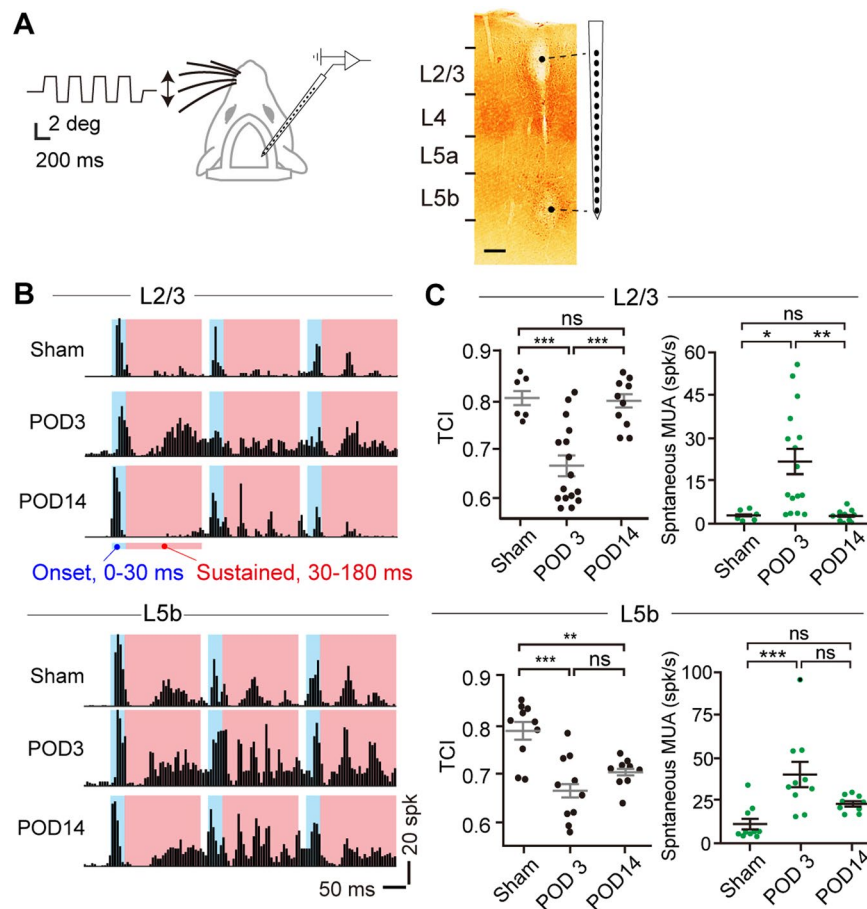 A
2 deg
200 ms
L2/3
L4
L5a
L5b
B
L2/3
Sham
POD3
POD14
Onset, 0-30 ms
Sustained, 30-180 ms
L5b
Sham
POD3
POD14
20 spk
50 ms
C
L2/3
ns
***
***
0.9
0.8
0.7
0.6
TCI
Sham
POD 3
POD14
ns
*
**
60
45
30
15
0
Spntaneous MUA (spk/s)
Sham
POD 3
POD14
L5b
**
***
ns
0.9
0.8
0.7
0.6
TCI
Sham
POD 3
POD14
ns
***
ns
100
75
50
25
0
Spntaneous MUA (spk/s)
Sham
POD 3
POD14